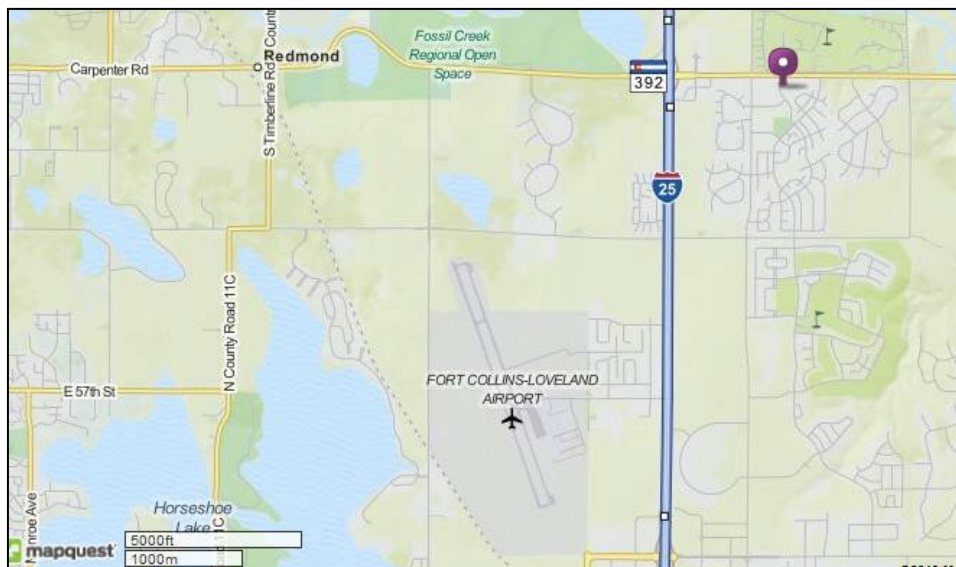 Fossil Creek
Regional Open
Space
Redmond
Carpenter Rd
392
S Timberline Rd
25
N County Road 11C
FORT COLLINS-LOVELAND
AIRPORT
E 57th St
Horseshoe
Lake
5000ft
1000m
mapquest